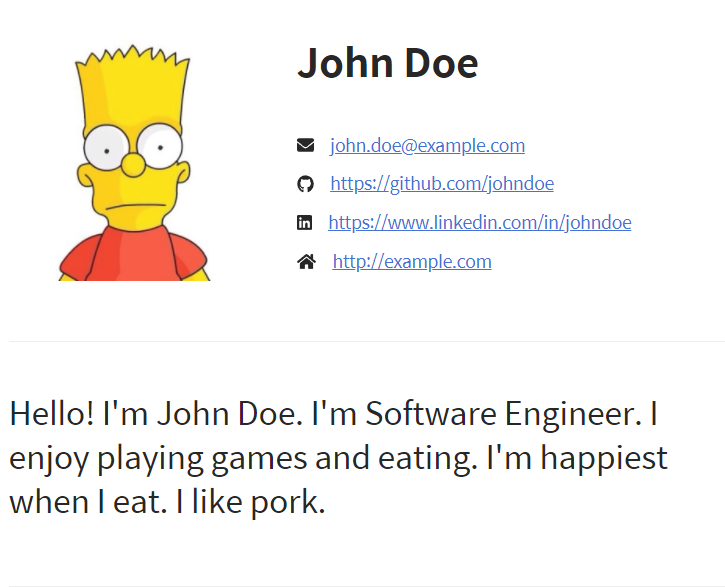 John Doe
john.doe@example.com
https://github.com/johndoe
https://www.linkedin.com/in/johndoe
http://example.com
Hello! I'm John Doe. I'm Software Engineer. I
enjoy playing games and eating. I'm happiest
when I eat. I like pork.